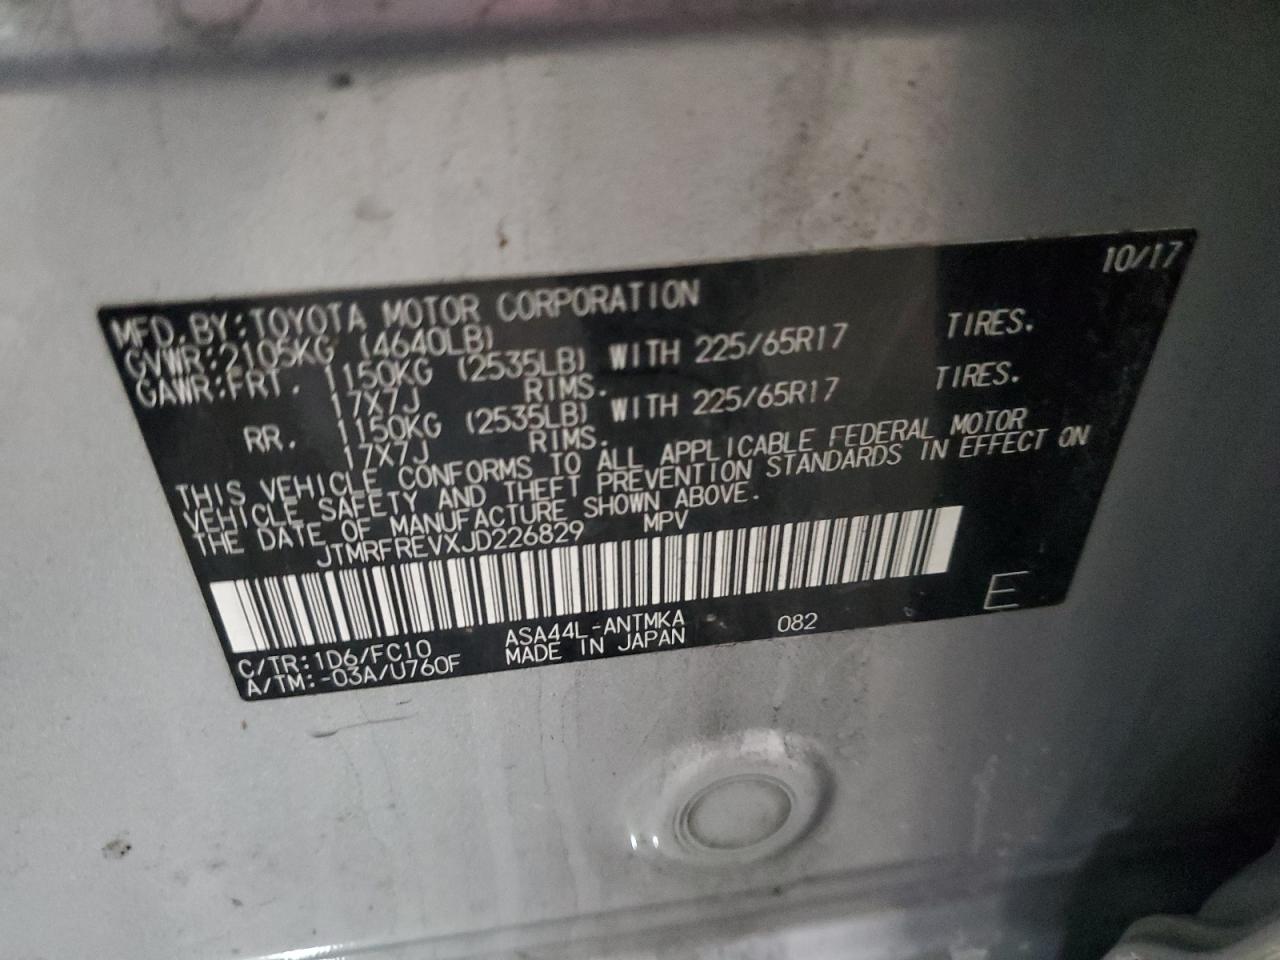 10/17
MFD.BY:TOYOTA MOTOR CORPORATION
GVWR:2105KG (4640LB)
GAWR:FRT. 1150KG (2535LB) WITH 225/65R17 TIRES.
17X7J RIMS.
RR. 1150KG (2535LB) WITH 225/65R17 TIRES.
17X7J RIMS.
THIS VEHICLE CONFORMS TO ALL APPLICABLE FEDERAL MOTOR
VEHICLE SAFETY AND THEFT PREVENTION STANDARDS IN EFFECT ON
THE DATE OF MANUFACTURE SHOWN ABOVE.
JTMRFREVXJD226829 MPV
C/TR:1D6/FC10 ASA44L-ANTMKA 082 E
A/TM:-03A/U760F MADE IN JAPAN